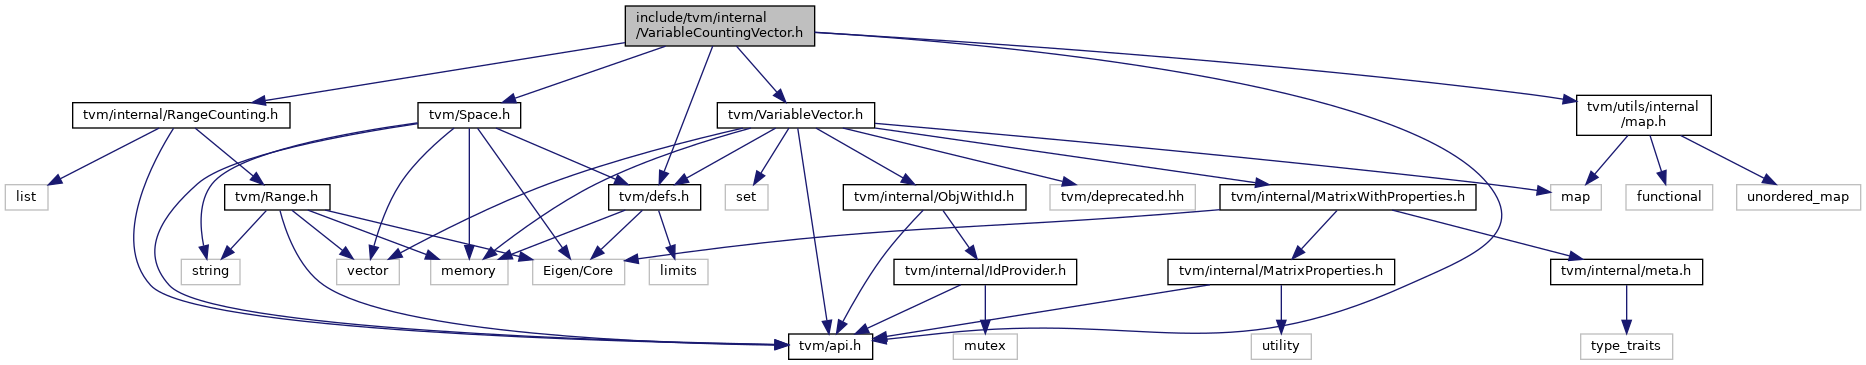 include/tvm/internal
/VariableCountingVector.h
tvm/internal/RangeCounting.h
tvm/Space.h
tvm/VariableVector.h
tvm/utils/internal
/map.h
list
tvm/Range.h
tvm/defs.h
set
tvm/internal/ObjWithId.h
tvm/deprecated.hh
tvm/internal/MatrixWithProperties.h
map
functional
unordered_map
string
vector
memory
Eigen/Core
limits
tvm/internal/IdProvider.h
tvm/internal/MatrixProperties.h
tvm/internal/meta.h
tvm/api.h
mutex
utility
type_traits